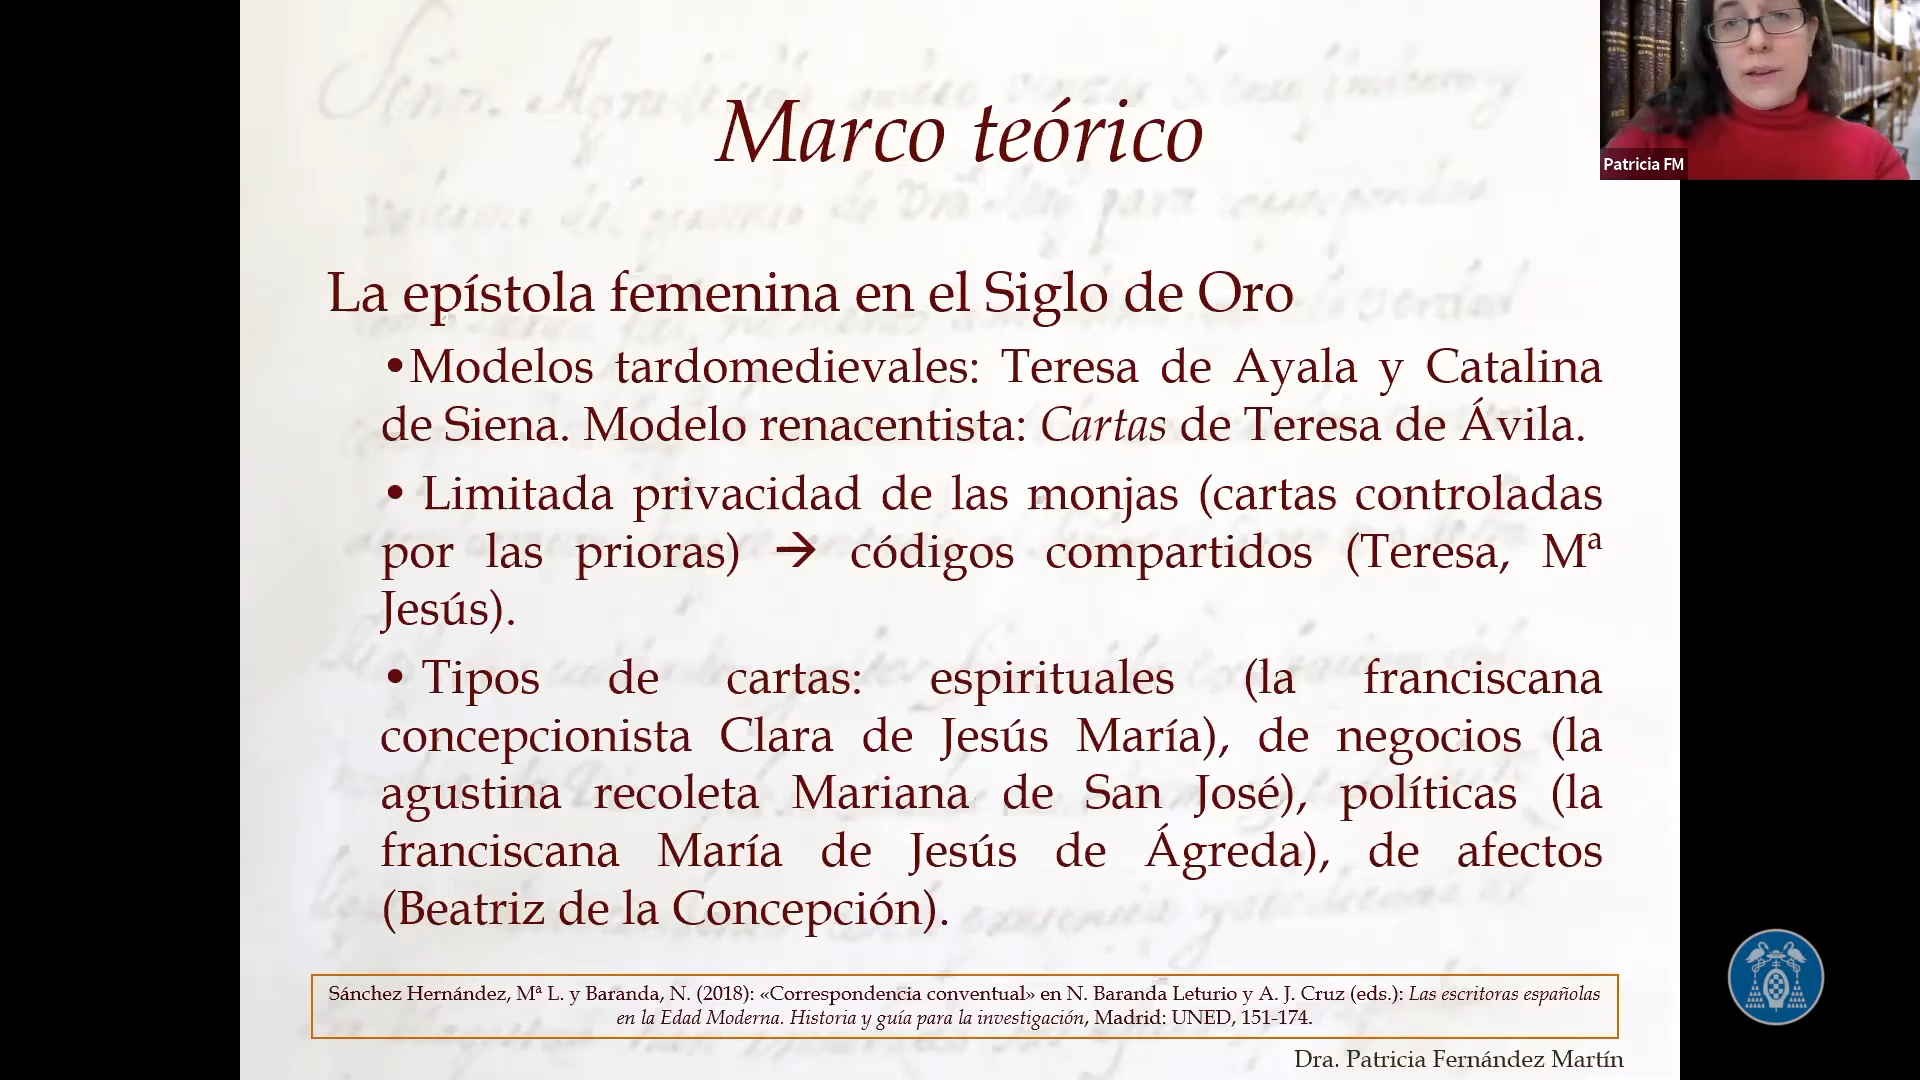 Marco teórico
Patricia FM
La epístola femenina en el Siglo de Oro
•Modelos tardomedievales: Teresa de Ayala y Catalina
de Siena. Modelo renacentista: Cartas de Teresa de Ávila.
• Limitada privacidad de las monjas (cartas controladas
por las prioras) → códigos compartidos (Teresa, Mª
Jesús).
• Tipos de cartas: espirituales (la franciscana
concepcionista Clara de Jesús María), de negocios (la
agustina recoleta Mariana de San José), políticas (la
franciscana María de Jesús de Ágreda), de afectos
(Beatriz de la Concepción).
Sánchez Hernández, Mª L. y Baranda, N. (2018): «Correspondencia conventual» en N. Baranda Leturio y A. J. Cruz (eds.): Las escritoras españolas
en la Edad Moderna. Historia y guía para la investigación, Madrid: UNED, 151-174.
Dra. Patricia Fernández Martín